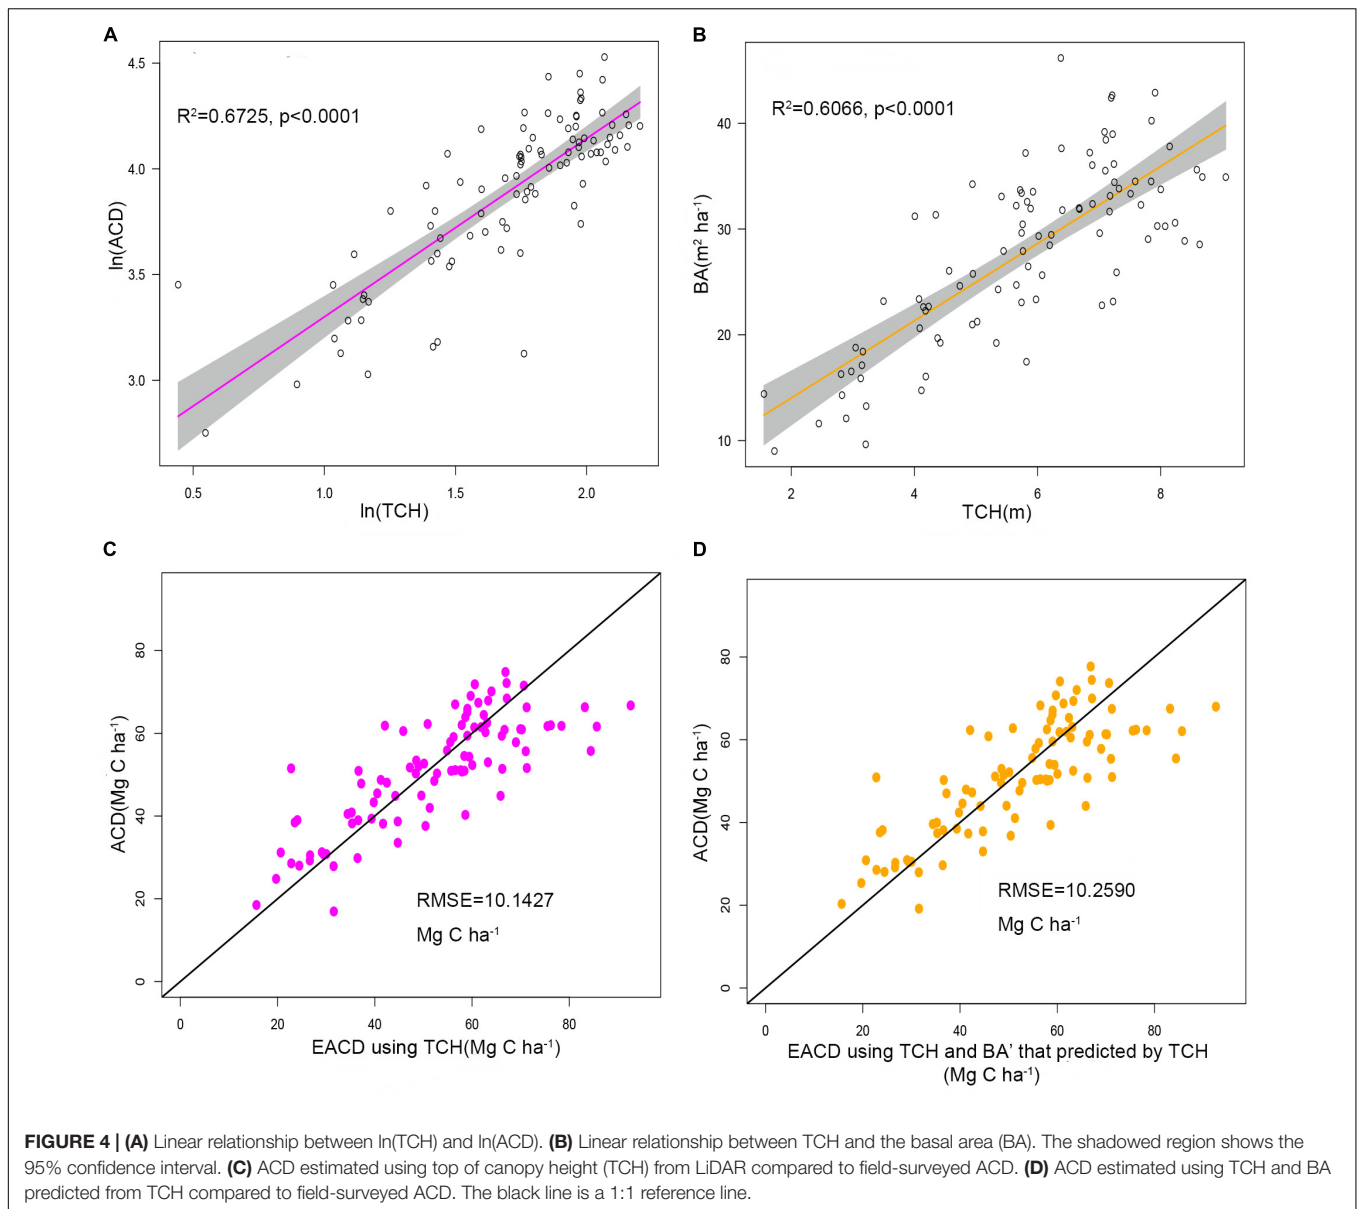 A
R²=0.6725, p<0.0001
ln(ACD)
4.5
4.0
3.5
3.0
0.5 1.0 1.5 2.0
ln(TCH)
B
R²=0.6066, p<0.0001
BA(m² ha⁻¹)
40
30
20
10
2 4 6 8
TCH(m)
C
ACD(Mg C ha⁻¹)
80
60
40
20
0
RMSE=10.1427
Mg C ha⁻¹
0 20 40 60 80
EACD using TCH(Mg C ha⁻¹)
D
ACD(Mg C ha⁻¹)
80
60
40
20
0
RMSE=10.2590
Mg C ha⁻¹
0 20 40 60 80
EACD using TCH and BA’ that predicted by TCH
(Mg C ha⁻¹)
FIGURE 4 | (A) Linear relationship between ln(TCH) and ln(ACD). (B) Linear relationship between TCH and the basal area (BA). The shadowed region shows the
95% confidence interval. (C) ACD estimated using top of canopy height (TCH) from LiDAR compared to field-surveyed ACD. (D) ACD estimated using TCH and BA
predicted from TCH compared to field-surveyed ACD. The black line is a 1:1 reference line.